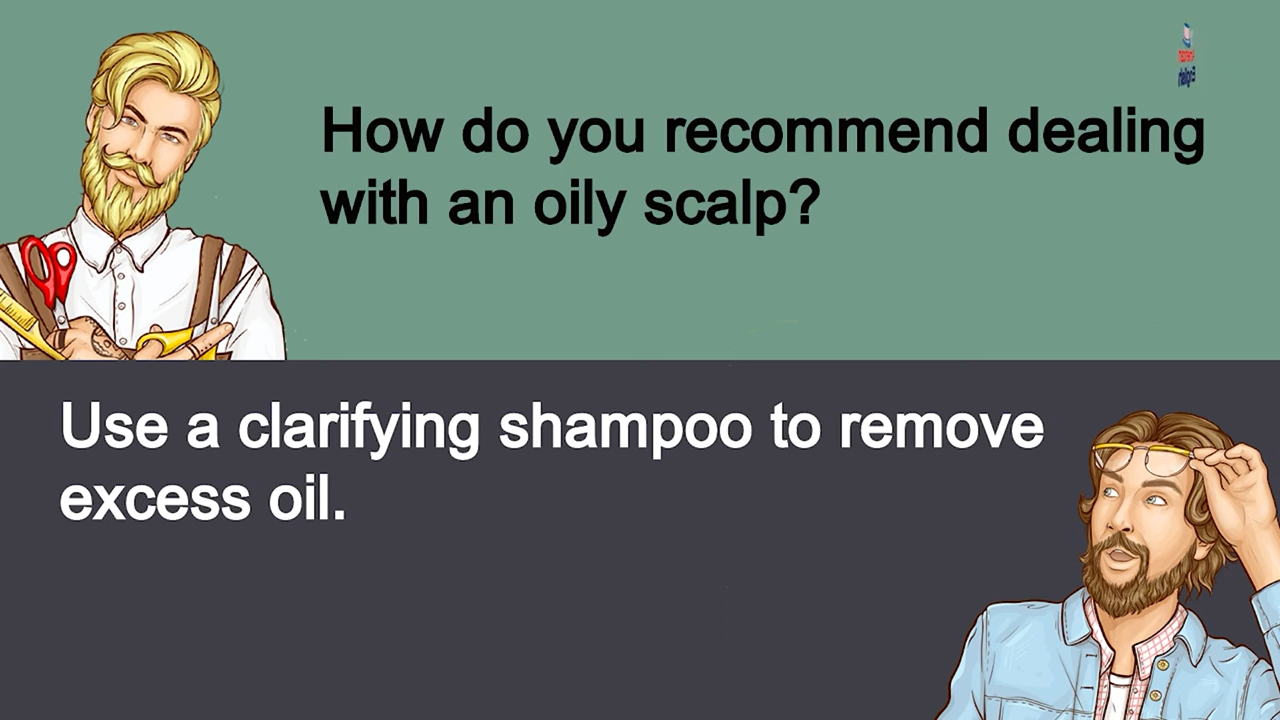 How do you recommend dealing
with an oily scalp?
Use a clarifying shampoo to remove
excess oil.